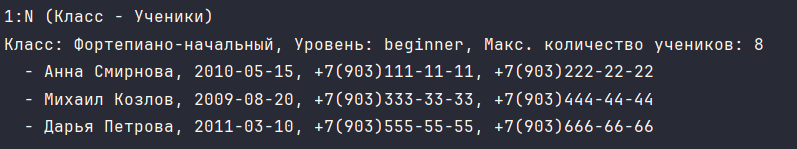 1:N (Класс - Ученики)
Класс: Фортепиано-начальный, Уровень: beginner, Макс. количество учеников: 8
- Анна Смирнова, 2010-05-15, +7(903)111-11-11, +7(903)222-22-22
- Михаил Козлов, 2009-08-20, +7(903)333-33-33, +7(903)444-44-44
- Дарья Петрова, 2011-03-10, +7(903)555-55-55, +7(903)666-66-66